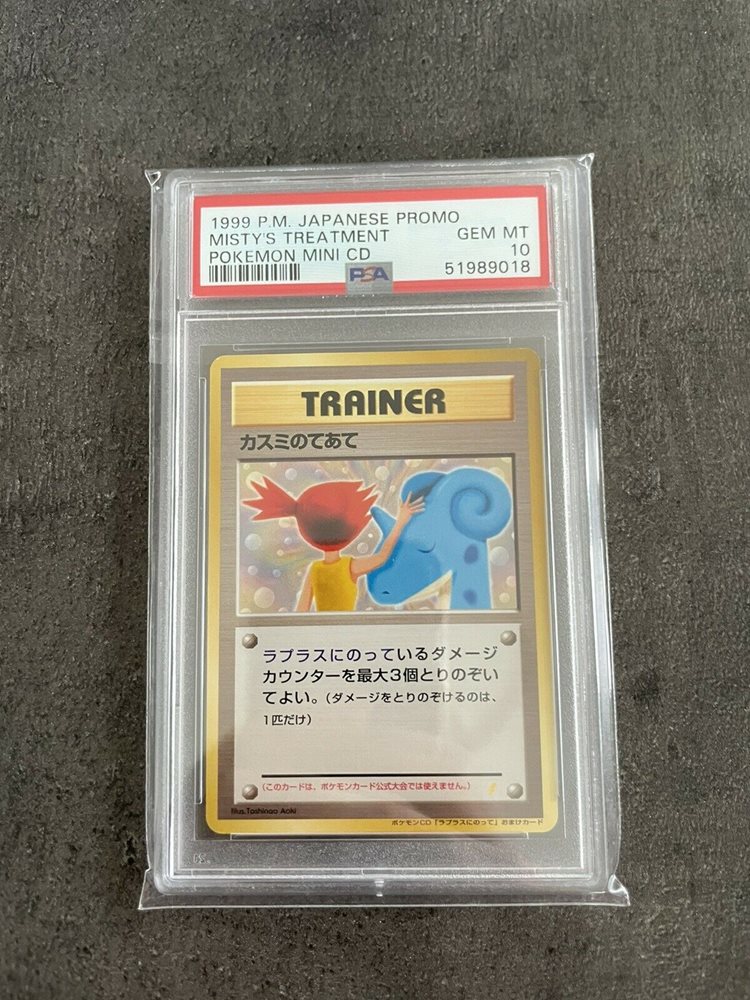 1999 P.M. JAPANESE PROMO
MISTY'S TREATMENT GEM MT
POKEMON MINI CD 10
PSA 51989018
TRAINER
カスミのてあて
ラプラスにのっているダメージ
カウンターを最大3個とりのぞい
てよい。(ダメージをとりのぞけるのは、
1匹だけ)
(このカードは、ポケモンカード公式大会では使えません。)
Illus.Toshinao Aoki
ポケモンCD「ラプラスにのって」おまけカード